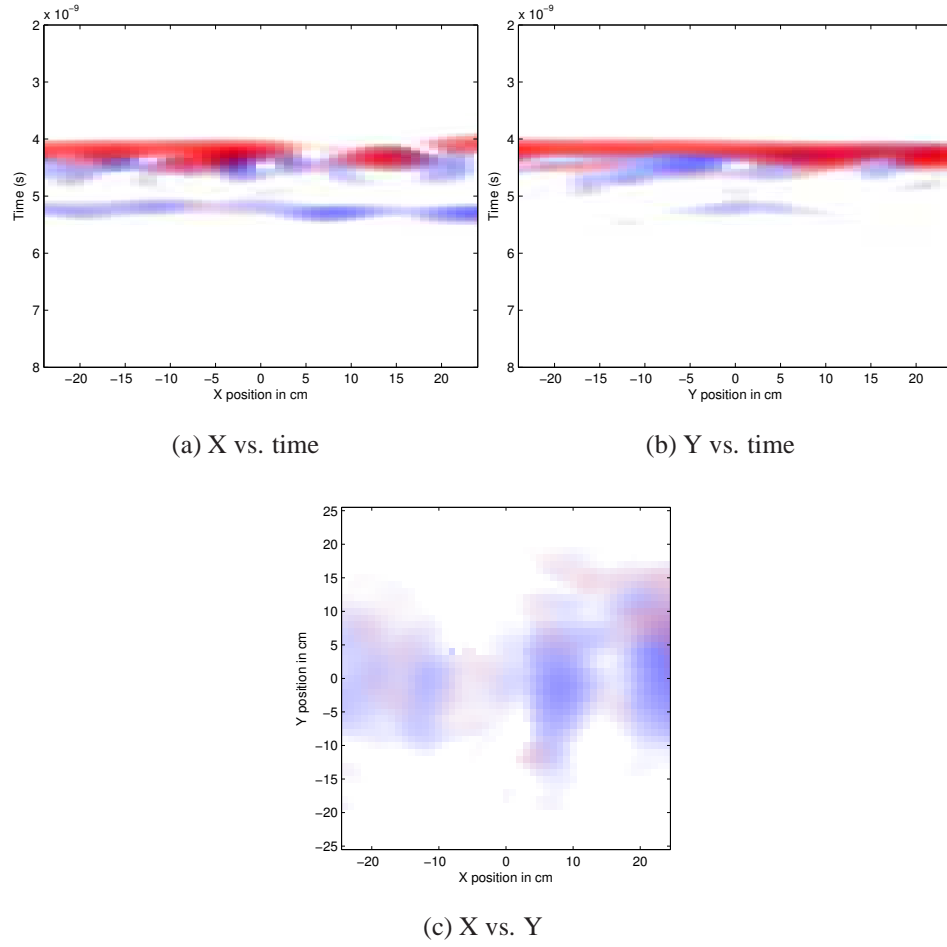 x 10⁻⁹
2
3
4
5
6
7
8
Time (s)
−20 −15 −10 −5 0 5 10 15 20
X position in cm
(a) X vs. time
x 10⁻⁹
2
3
4
5
6
7
8
Time (s)
−20 −15 −10 −5 0 5 10 15 20
Y position in cm
(b) Y vs. time
25
20
15
10
5
0
−5
−10
−15
−20
−25
Y position in cm
−20 −10 0 10 20
X position in cm
(c) X vs. Y